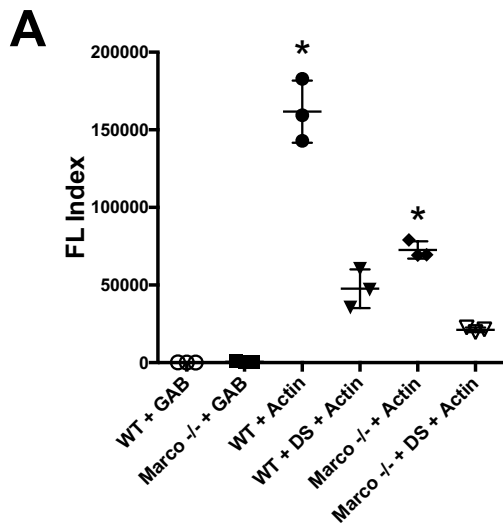 A
*
200000
150000
*
100000
50000
0
FL Index
WT + GAB
Marco -/- + GAB
WT + Actin
WT + DS + Actin
Marco -/- + Actin
Marco -/- + DS + Actin